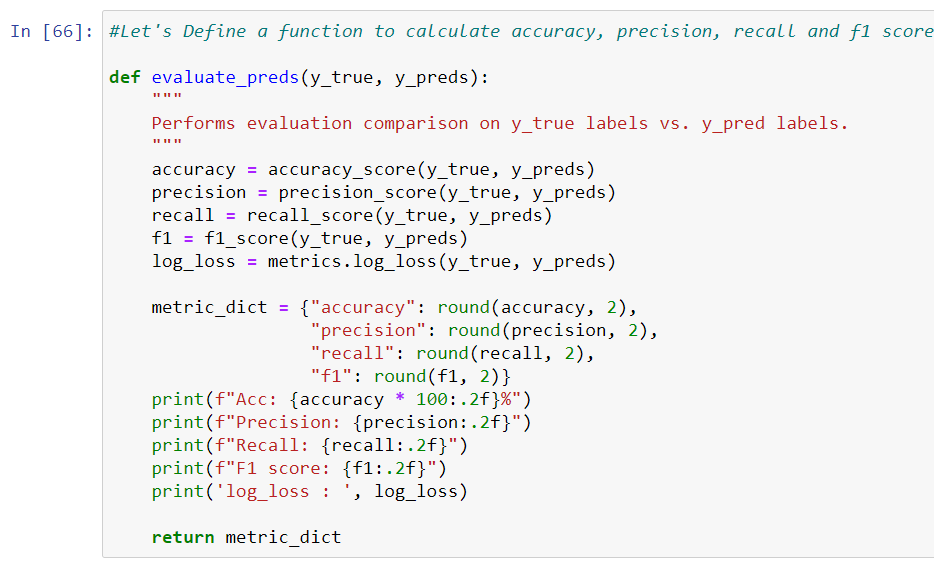 In [66]: #Let's Define a function to calculate accuracy, precision, recall and f1 score
def evaluate_preds(y_true, y_preds):
    """
    Performs evaluation comparison on y_true labels vs. y_pred labels.
    """
    accuracy = accuracy_score(y_true, y_preds)
    precision = precision_score(y_true, y_preds)
    recall = recall_score(y_true, y_preds)
    f1 = f1_score(y_true, y_preds)
    log_loss = metrics.log_loss(y_true, y_preds)
    metric_dict = {"accuracy": round(accuracy, 2),
                   "precision": round(precision, 2),
                   "recall": round(recall, 2),
                   "f1": round(f1, 2)}
    print(f"Acc: {accuracy * 100:.2f}%")
    print(f"Precision: {precision:.2f}")
    print(f"Recall: {recall:.2f}")
    print(f"F1 score: {f1:.2f}")
    print('log_loss : ', log_loss)
    return metric_dict